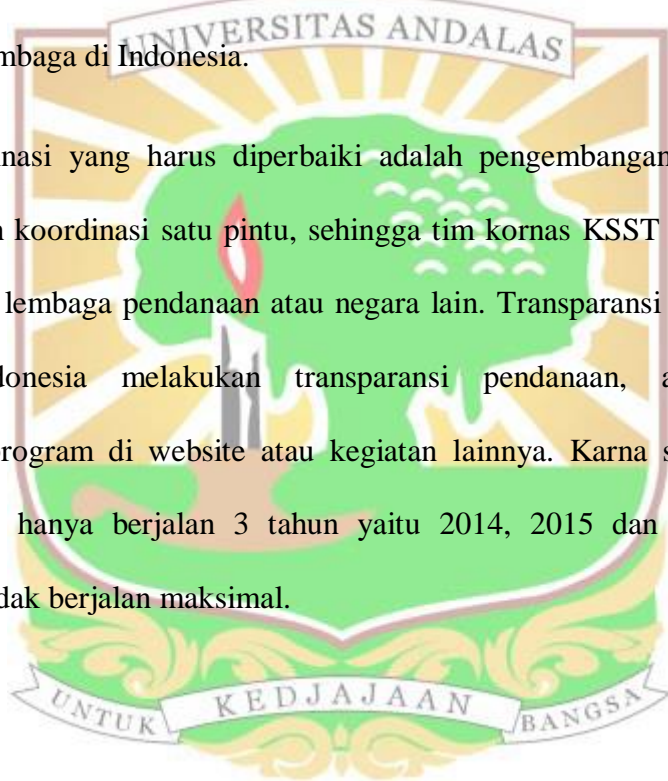 UNIVERSITAS ANDALAS
mbaga di Indonesia.
nasi yang harus diperbaiki adalah pengembangan
koordinasi satu pintu, sehingga tim kornas KSST
lembaga pendanaan atau negara lain. Transparansi
donesia melakukan transparansi pendanaan, a
rogram di website atau kegiatan lainnya. Karna s
hanya berjalan 3 tahun yaitu 2014, 2015 dan
dak berjalan maksimal.
UNTUK KEDJAJAAN BANGSA